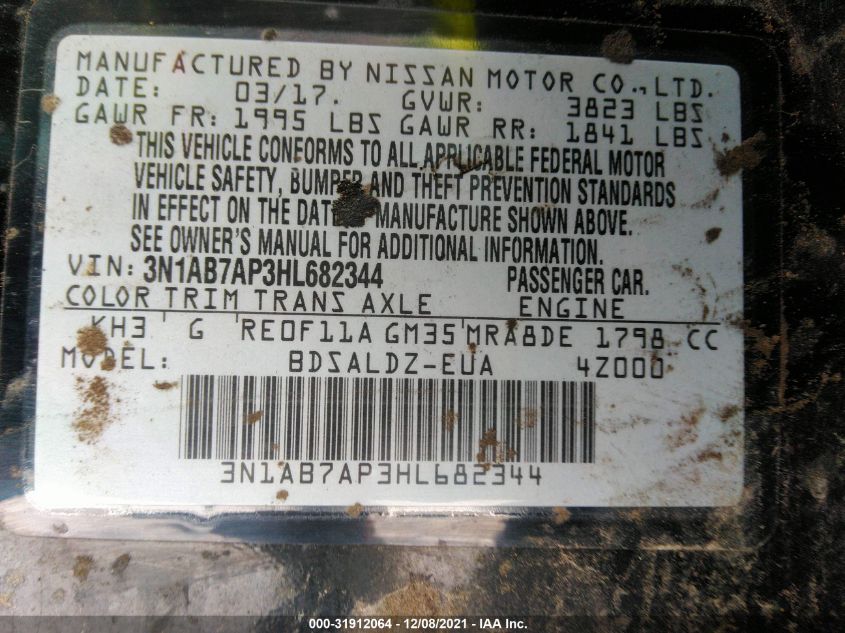 MANUFACTURED BY NISSAN MOTOR CO., LTD.
DATE: 03/17. GVWR: 3823 LBS
GAWR FR: 1995 LBS GAWR RR: 1841 LBS
THIS VEHICLE CONFORMS TO ALL APPLICABLE FEDERAL MOTOR
VEHICLE SAFETY, BUMPER AND THEFT PREVENTION STANDARDS
IN EFFECT ON THE DATE MANUFACTURE SHOWN ABOVE.
SEE OWNER'S MANUAL FOR ADDITIONAL INFORMATION.
VIN: 3N1AB7AP3HL682344 PASSENGER CAR.
COLOR TRIM TRANS AXLE ENGINE
KH3 G RE0F11A GM35 MRA8DE 1798 CC
MODEL: BDSALDZ-EUA 4Z000
3N1AB7AP3HL682344
000-31912064 - 12/08/2021 - IAA Inc.